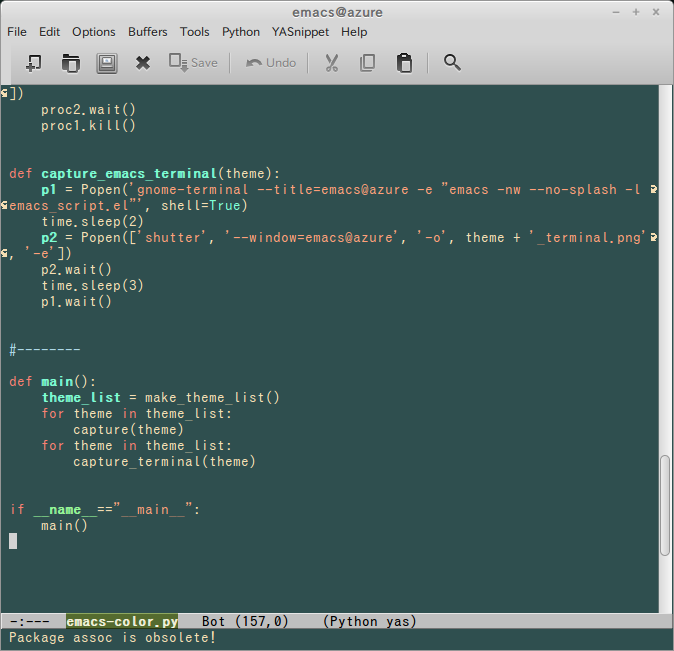 emacs@azure
File Edit Options Buffers Tools Python YASnippet Help
Save Undo
])
    proc2.wait()
    proc1.kill()
def capture_emacs_terminal(theme):
    p1 = Popen('gnome-terminal --title=emacs@azure -e "emacs -nw --no-splash -l
emacs_script.el"', shell=True)
    time.sleep(2)
    p2 = Popen(['shutter', '--window=emacs@azure', '-o', theme + '_terminal.png'
, '-e'])
    p2.wait()
    time.sleep(3)
    p1.wait()
#--------
def main():
    theme_list = make_theme_list()
    for theme in theme_list:
        capture(theme)
    for theme in theme_list:
        capture_terminal(theme)
if __name__=="__main__":
    main()
-:--- emacs-color.py Bot (157,0) (Python yas)
Package assoc is obsolete!